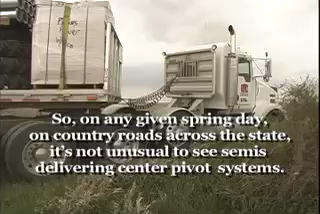 So, on any given spring day,
on country roads across the state,
it's not unusual to see semis
delivering center pivot systems.